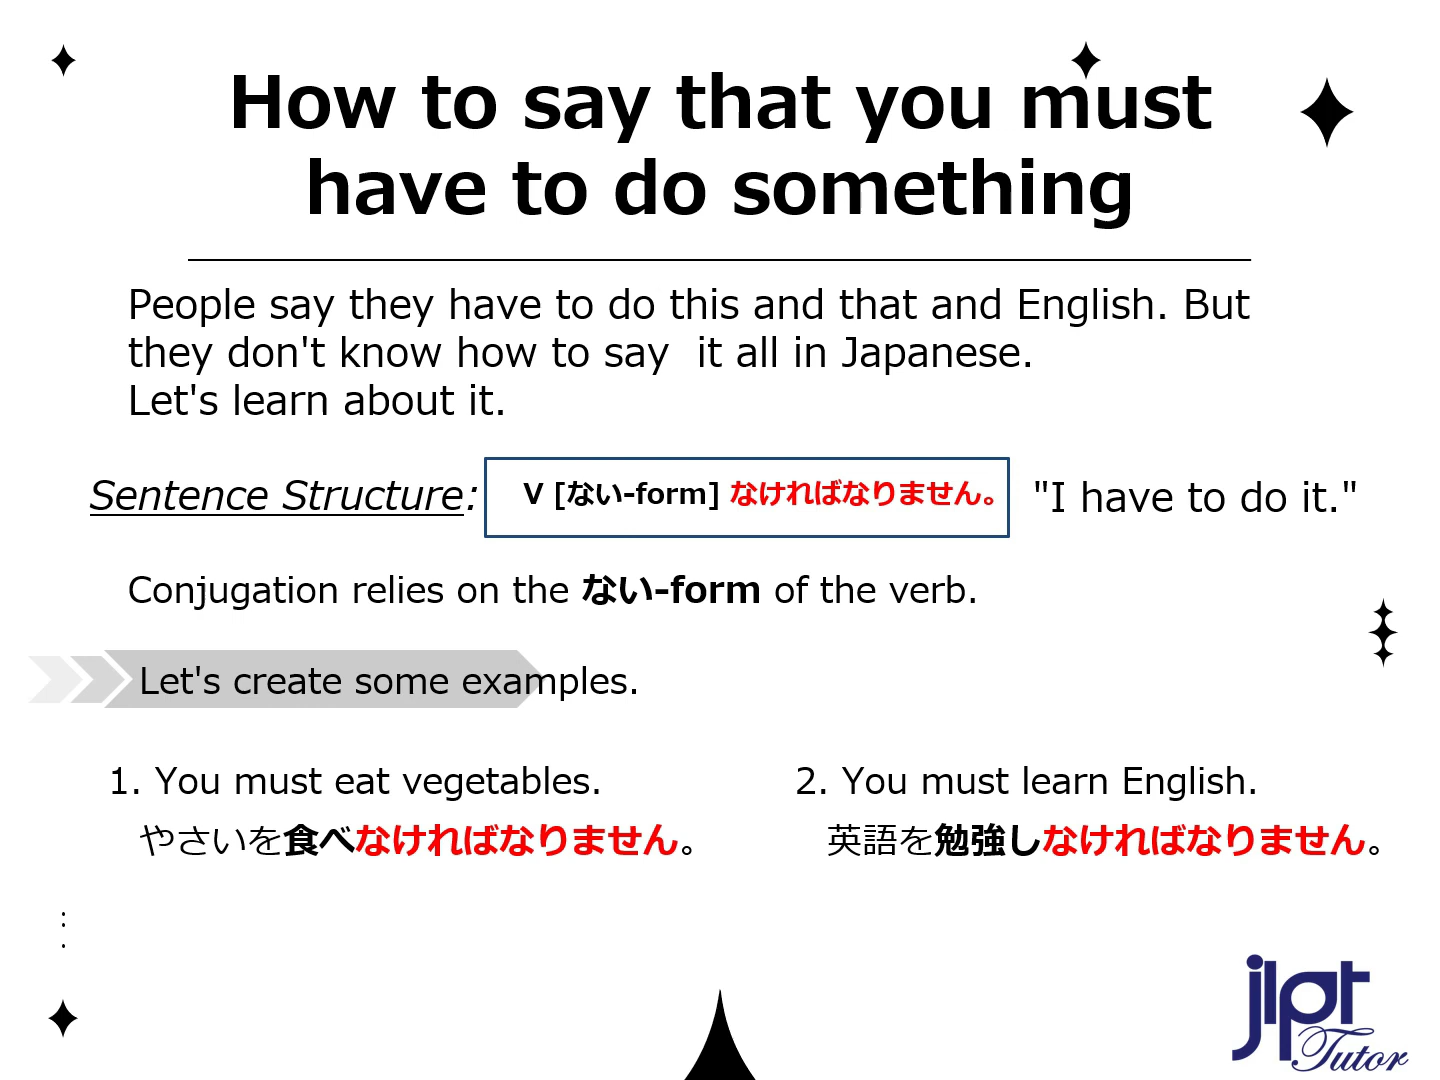 How to say that you must
have to do something
People say they have to do this and that and English. But
they don't know how to say  it all in Japanese.
Let's learn about it.
Sentence Structure: V [ない-form] なければなりません。 "I have to do it."
Conjugation relies on the ない-form of the verb.
Let's create some examples.
1. You must eat vegetables.
やさいを食べなければなりません。
2. You must learn English.
英語を勉強しなければなりません。
jlpt
Tutor